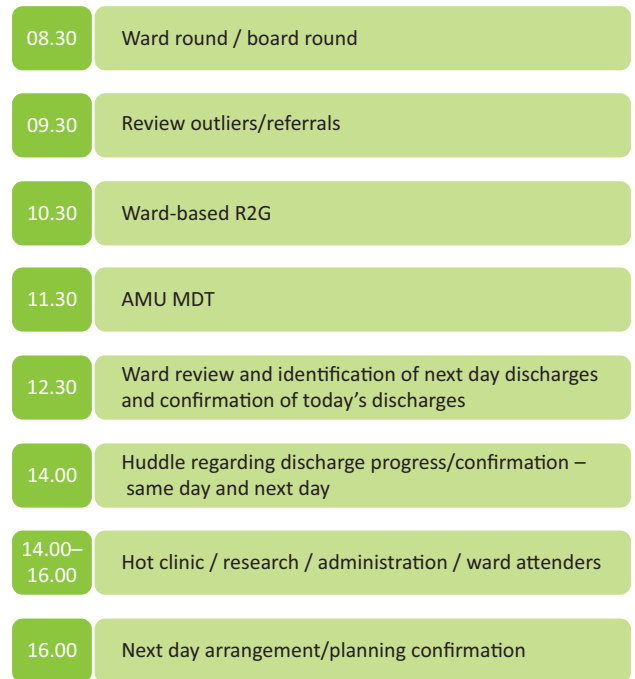 08.30 Ward round / board round
09.30 Review outliers/referrals
10.30 Ward-based R2G
11.30 AMU MDT
12.30 Ward review and identification of next day discharges
and confirmation of today’s discharges
14.00 Huddle regarding discharge progress/confirmation –
same day and next day
14.00–
16.00 Hot clinic / research / administration / ward attenders
16.00 Next day arrangement/planning confirmation